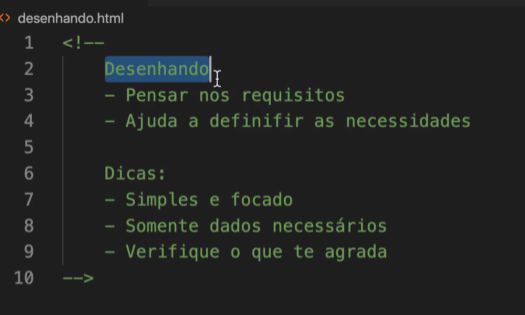 <> desenhando.html
1 <!--
2 Desenhando
3 - Pensar nos requisitos
4 - Ajuda a definifir as necessidades
5
6 Dicas:
7 - Simples e focado
8 - Somente dados necessários
9 - Verifique o que te agrada
10 -->